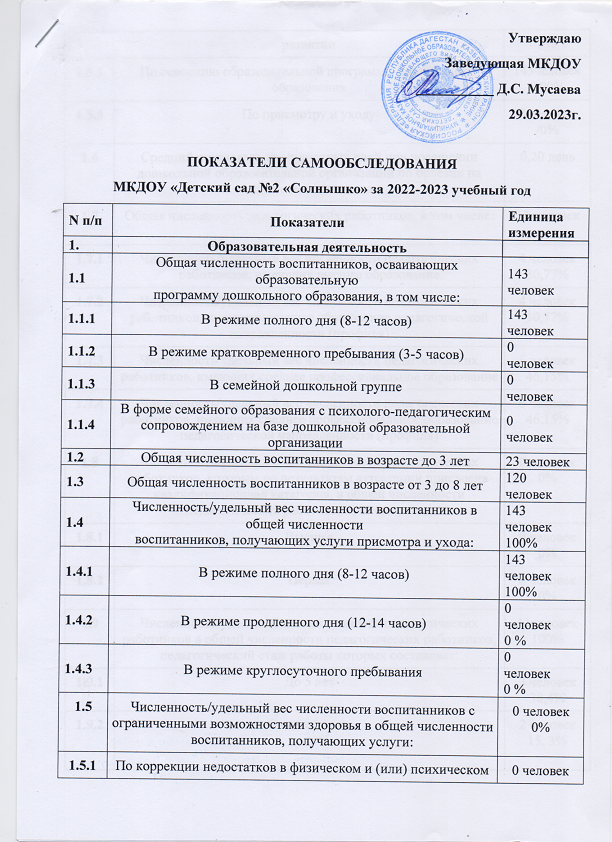 Утверждаю
Заведующая МКДОУ
Д.С. Мусаева
29.03.2023г.
ПОКАЗАТЕЛИ САМООБСЛЕДОВАНИЯ
МКДОУ «Детский сад №2 «Солнышко» за 2022-2023 учебный год
N п/п Показатели Единица
измерения
1. Образовательная деятельность
1.1 Общая численность воспитанников, осваивающих
образовательную
программу дошкольного образования, в том числе:
143
человек
1.1.1 В режиме полного дня (8-12 часов) 143
человек
1.1.2 В режиме кратковременного пребывания (3-5 часов) 0
человек
1.1.3 В семейной дошкольной группе 0
человек
1.1.4 В форме семейного образования с психолого-педагогическим
сопровождением на базе дошкольной образовательной
организации
0
человек
1.2 Общая численность воспитанников в возрасте до 3 лет 23 человек
1.3 Общая численность воспитанников в возрасте от 3 до 8 лет 120
человек
1.4 Численность/удельный вес численности воспитанников в
общей численности
воспитанников, получающих услуги присмотра и ухода:
143
человек
100%
1.4.1 В режиме полного дня (8-12 часов) 143
человек
100%
1.4.2 В режиме продленного дня (12-14 часов) 0
человек
0 %
1.4.3 В режиме круглосуточного пребывания 0
человек
0 %
1.5 Численность/удельный вес численности воспитанников с
ограниченными возможностями здоровья в общей численности
воспитанников, получающих услуги:
0 человек
0%
1.5.1 По коррекции недостатков в физическом и (или) психическом 0 человек